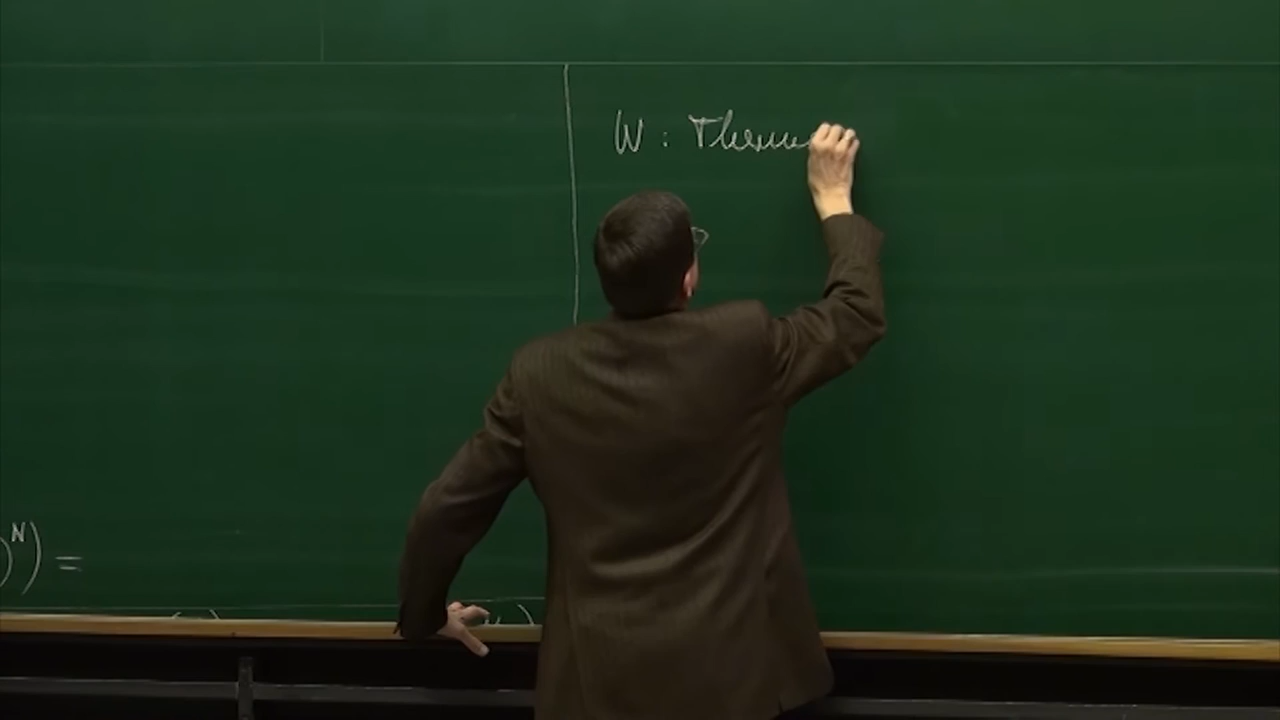 W : Therm
)^N) =